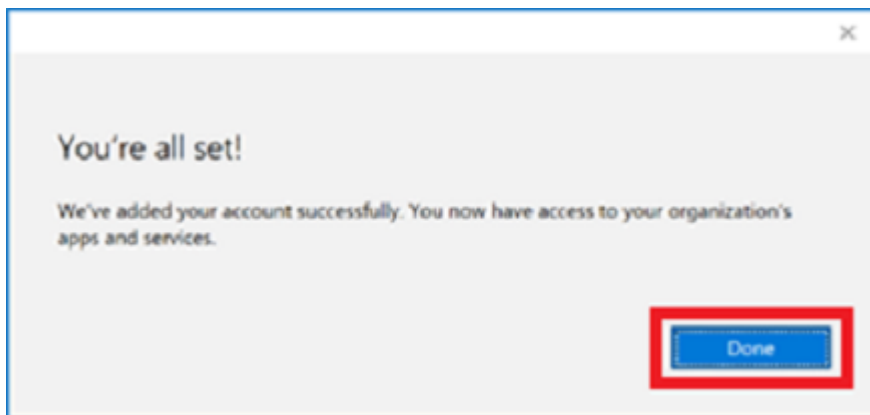 You're all set!
We've added your account successfully. You now have access to your organization's
apps and services.
Done